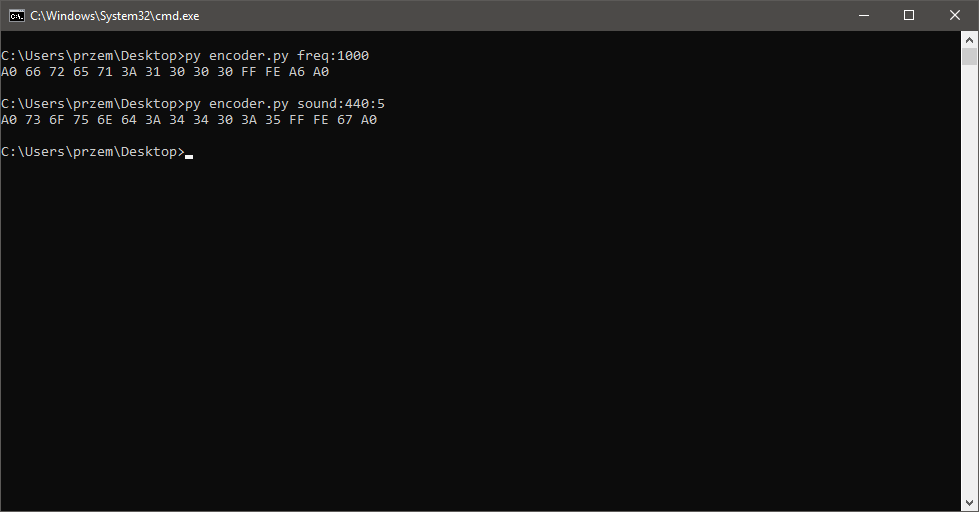 C:\Windows\System32\cmd.exe
C:\Users\przem\Desktop>py encoder.py freq:1000
A0 66 72 65 71 3A 31 30 30 30 FF FE A6 A0
C:\Users\przem\Desktop>py encoder.py sound:440:5
A0 73 6F 75 6E 64 3A 34 34 30 3A 35 FF FE 67 A0
C:\Users\przem\Desktop>